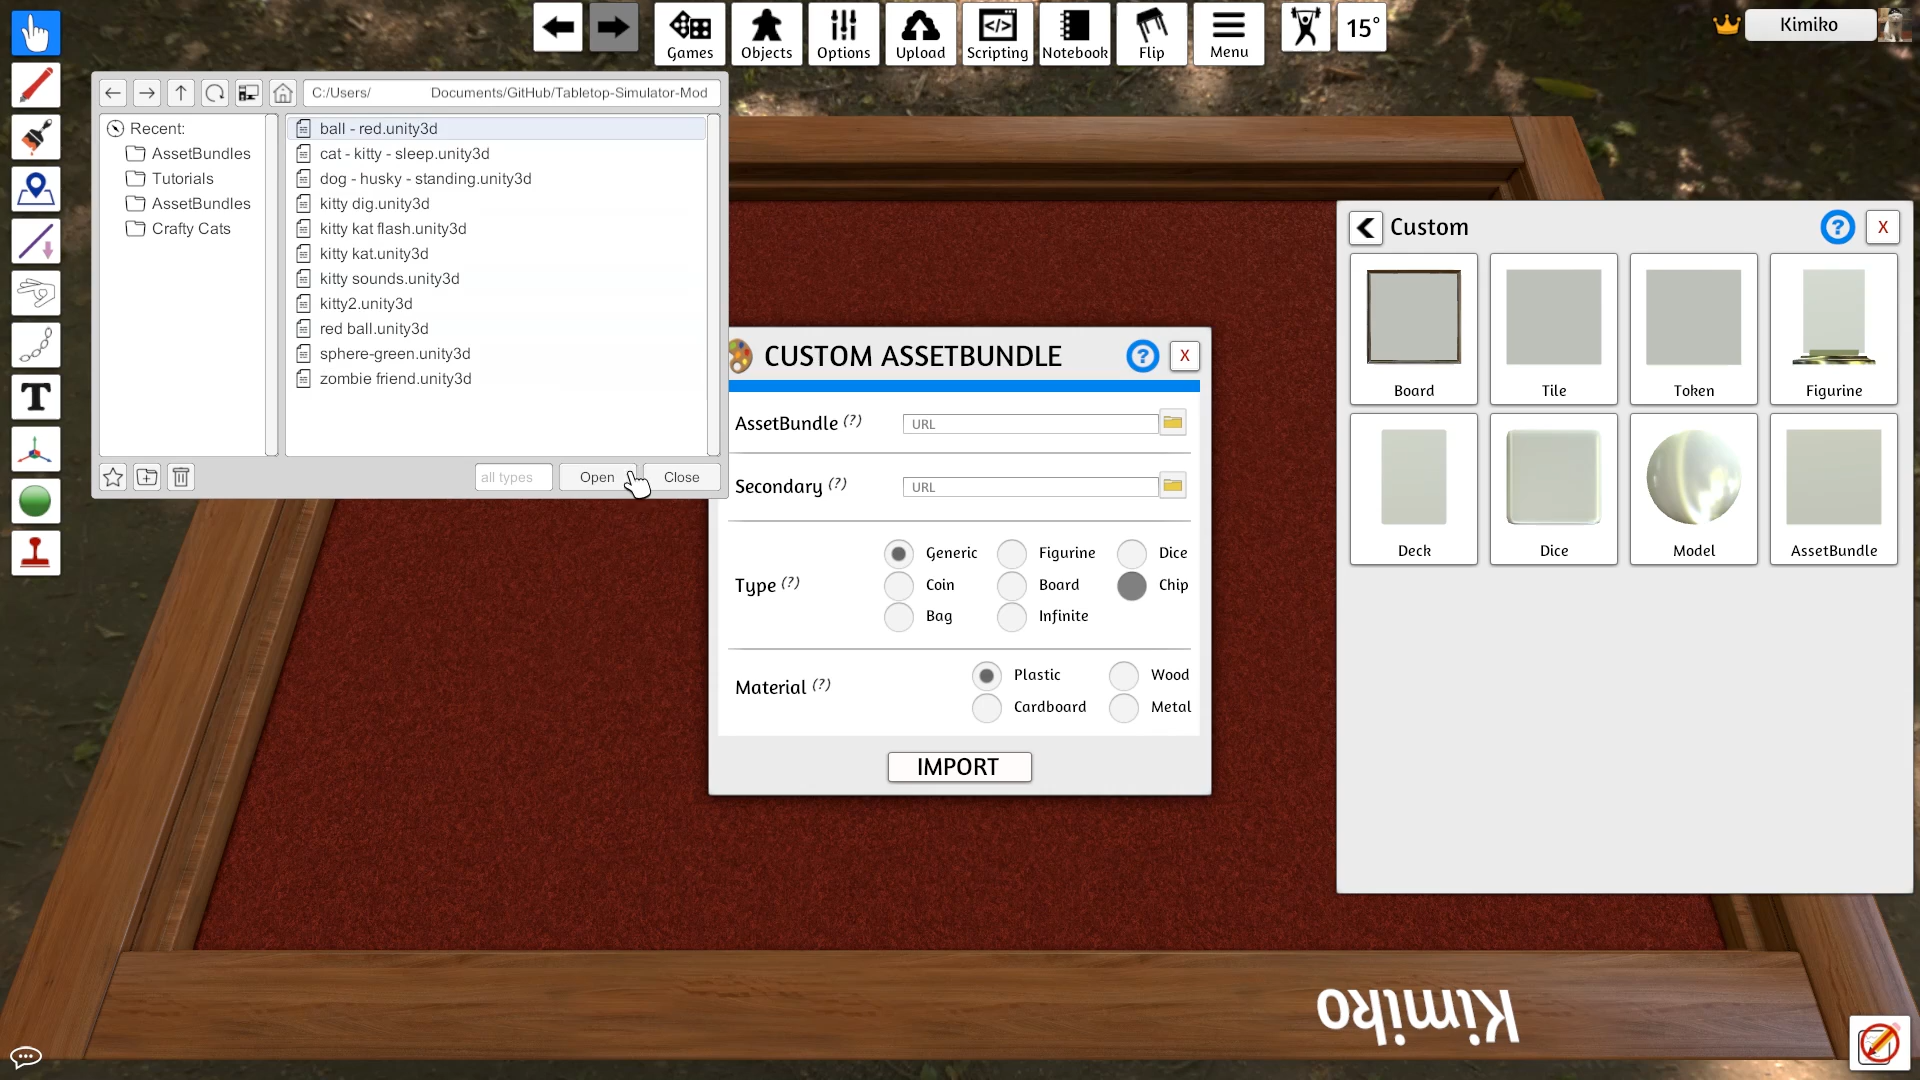 Games
Objects
Options
Upload
Scripting
Notebook
Flip
Menu
15°
Kimiko
C:/Users/ Documents/GitHub/Tabletop-Simulator-Mod
Recent:
AssetBundles
Tutorials
AssetBundles
Crafty Cats
ball - red.unity3d
cat - kitty - sleep.unity3d
dog - husky - standing.unity3d
kitty dig.unity3d
kitty kat flash.unity3d
kitty kat.unity3d
kitty sounds.unity3d
kitty2.unity3d
red ball.unity3d
sphere-green.unity3d
zombie friend.unity3d
all types
Open
Close
T
CUSTOM ASSETBUNDLE
?
X
AssetBundle (?)
URL
Secondary (?)
URL
Type (?)
Generic
Figurine
Dice
Coin
Board
Chip
Bag
Infinite
Material (?)
Plastic
Wood
Cardboard
Metal
IMPORT
Custom
?
X
Board
Tile
Token
Figurine
Deck
Dice
Model
AssetBundle
Kimiko